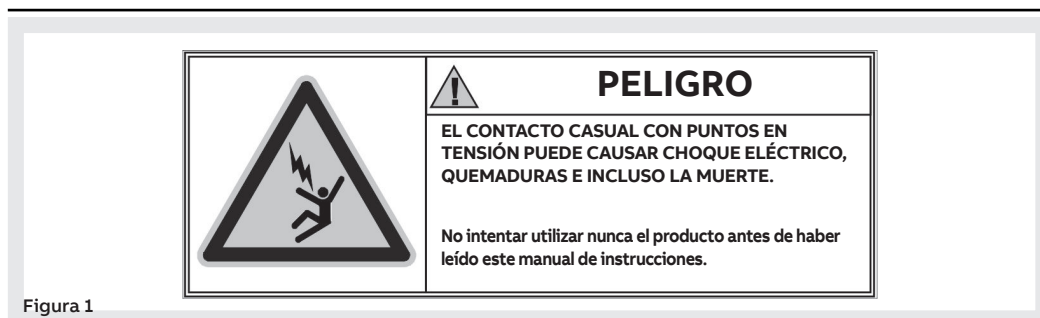 PELIGRO
EL CONTACTO CASUAL CON PUNTOS EN
TENSIÓN PUEDE CAUSAR CHOQUE ELÉCTRICO,
QUEMADURAS E INCLUSO LA MUERTE.
No intentar utilizar nunca el producto antes de haber
leído este manual de instrucciones.
Figura 1